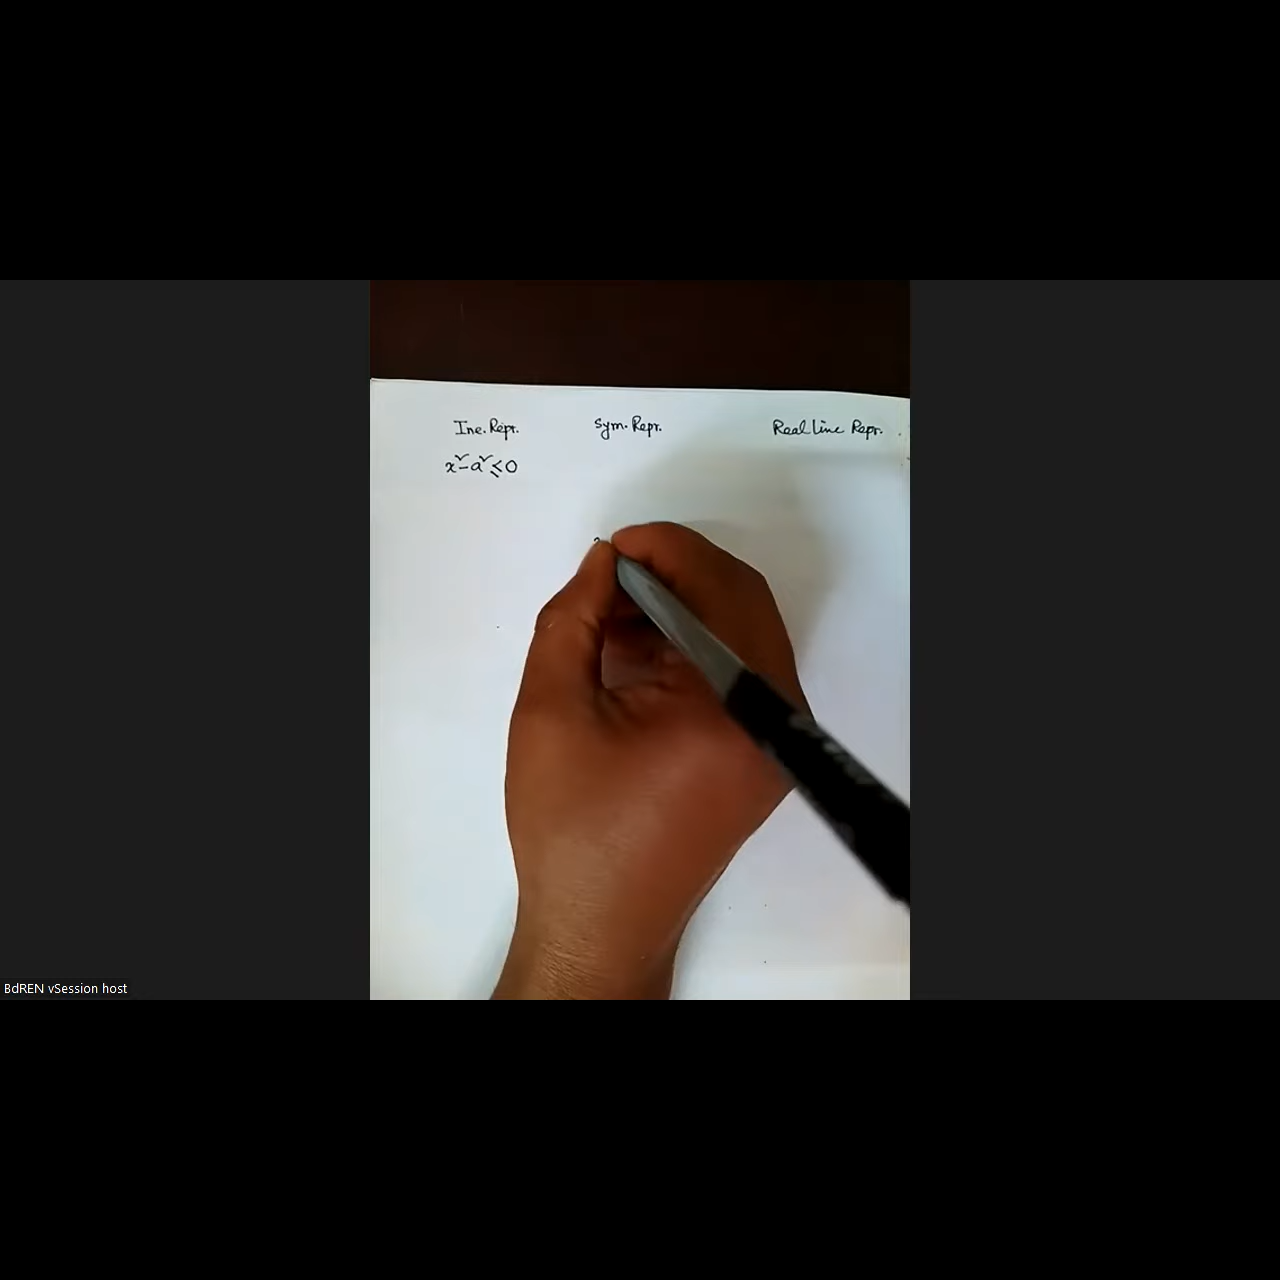 Ine. Repr. Sym. Repr. Real Line Repr.
x² - a² ≤ 0
BdREN vSession host